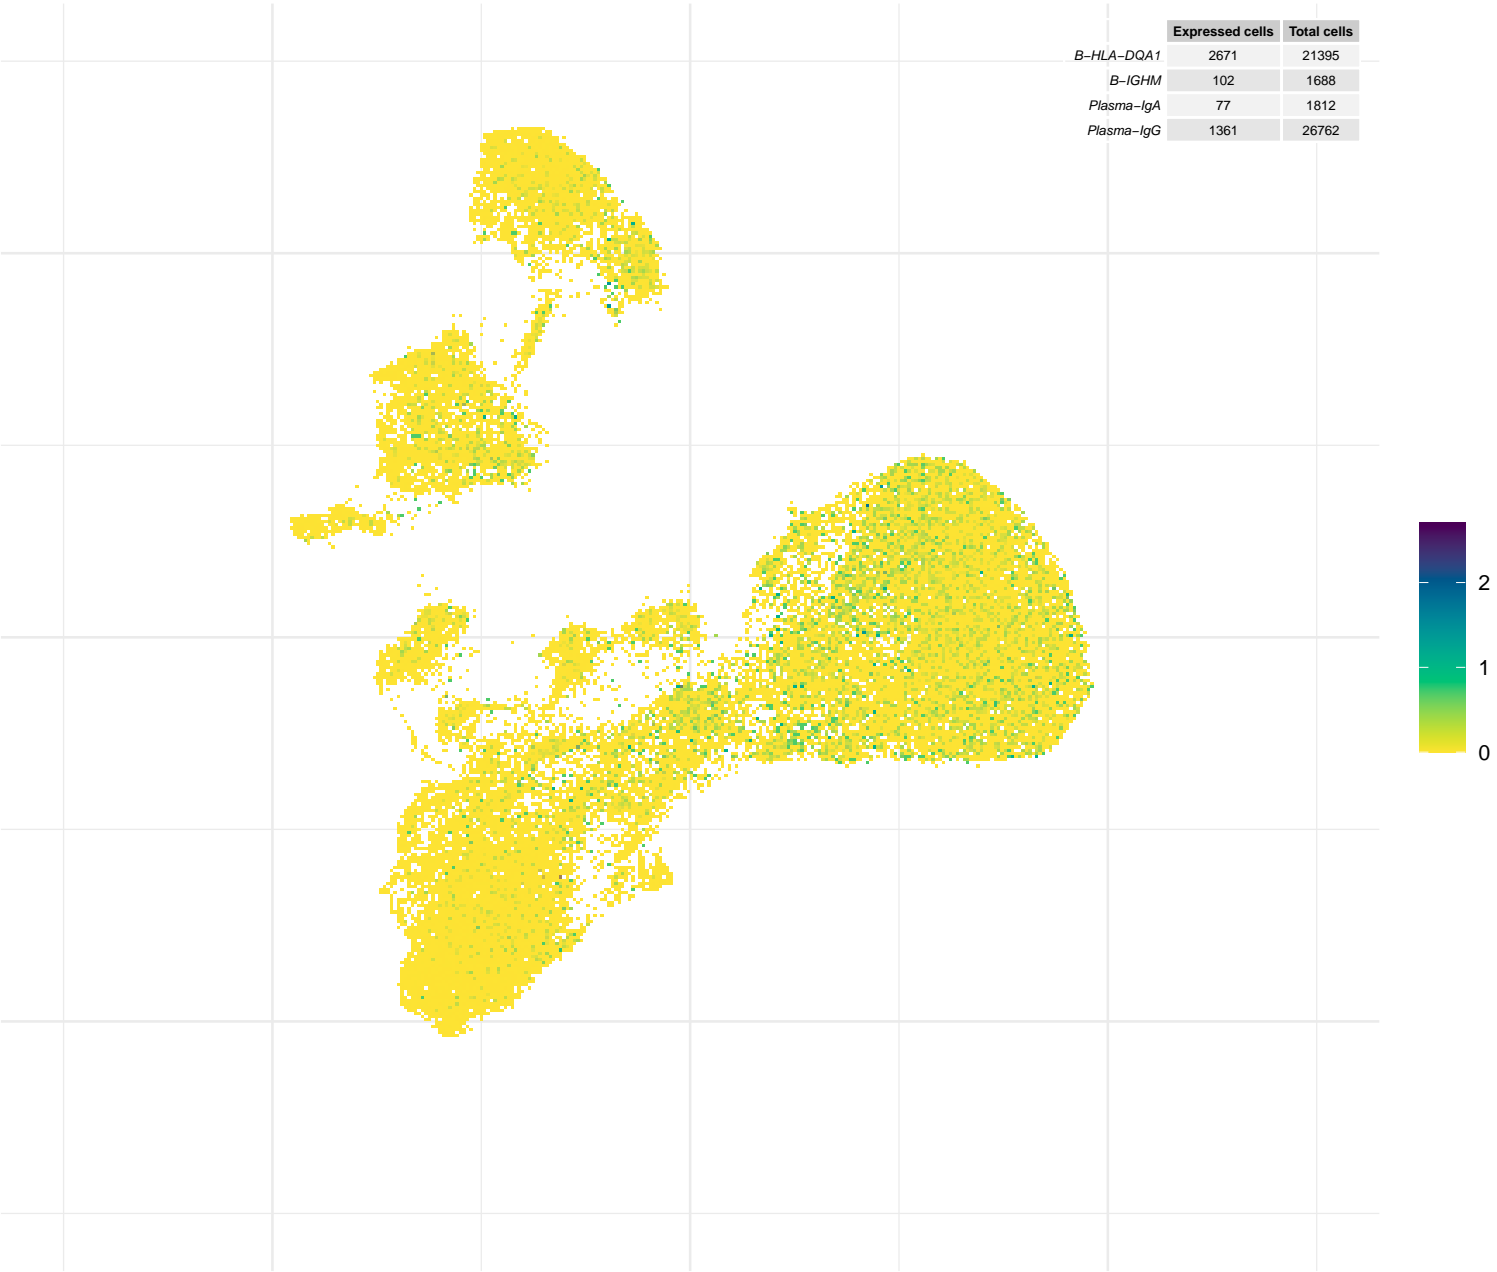 Expressed cells Total cells
B−HLA−DQA1 2671 21395
B−IGHM 102 1688
Plasma−IgA 77 1812
Plasma−IgG 1361 26762
2
1
0